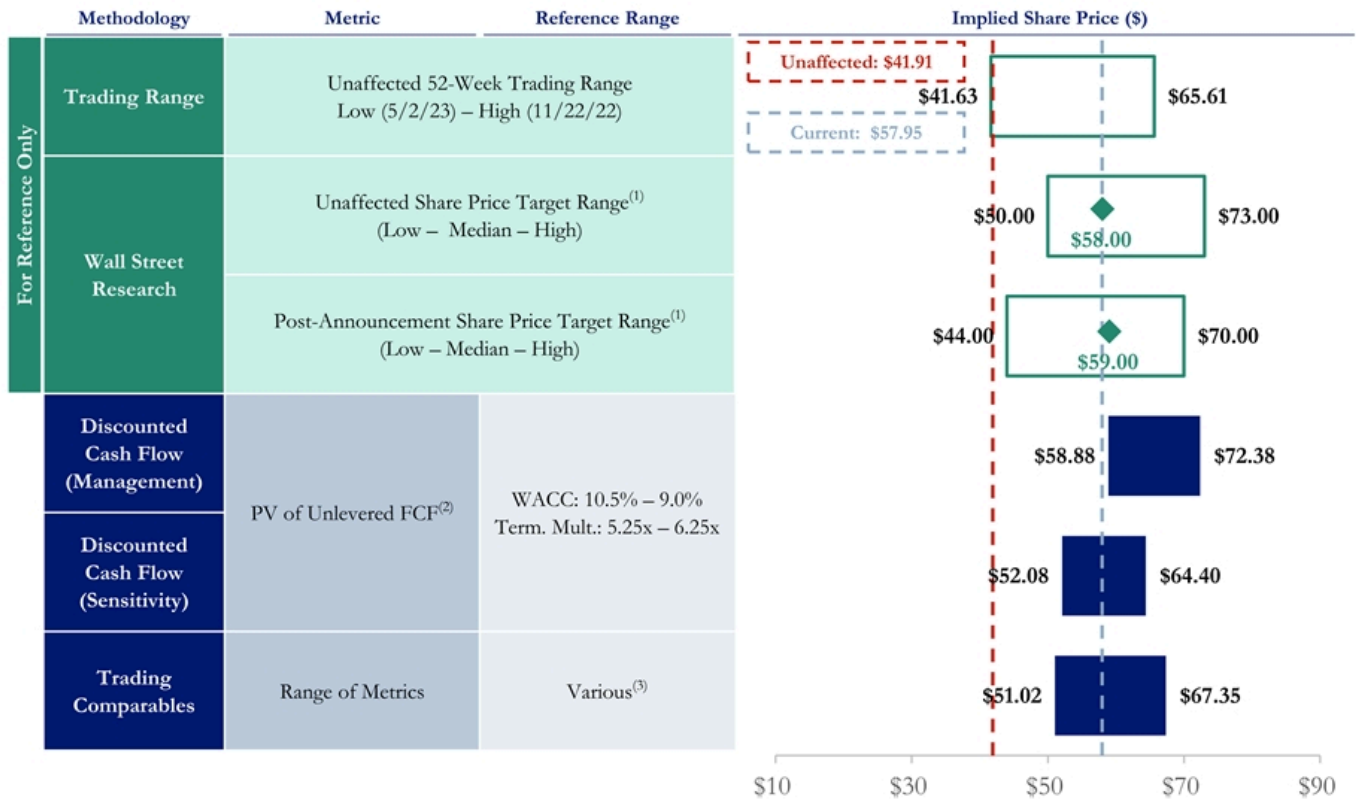 Methodology
Metric
Reference Range
Implied Share Price ($)
For Reference Only
Trading Range
Unaffected 52-Week Trading Range
Low (5/2/23) – High (11/22/22)
Unaffected: $41.91
Current: $57.95
$41.63
$65.61
Wall Street
Research
Unaffected Share Price Target Range(1)
(Low – Median – High)
$50.00
$58.00
$73.00
Post-Announcement Share Price Target Range(1)
(Low – Median – High)
$44.00
$59.00
$70.00
Discounted
Cash Flow
(Management)
PV of Unlevered FCF(2)
WACC: 10.5% – 9.0%
Term. Mult.: 5.25x – 6.25x
$58.88
$72.38
Discounted
Cash Flow
(Sensitivity)
$52.08
$64.40
Trading
Comparables
Range of Metrics
Various(3)
$51.02
$67.35
$10
$30
$50
$70
$90